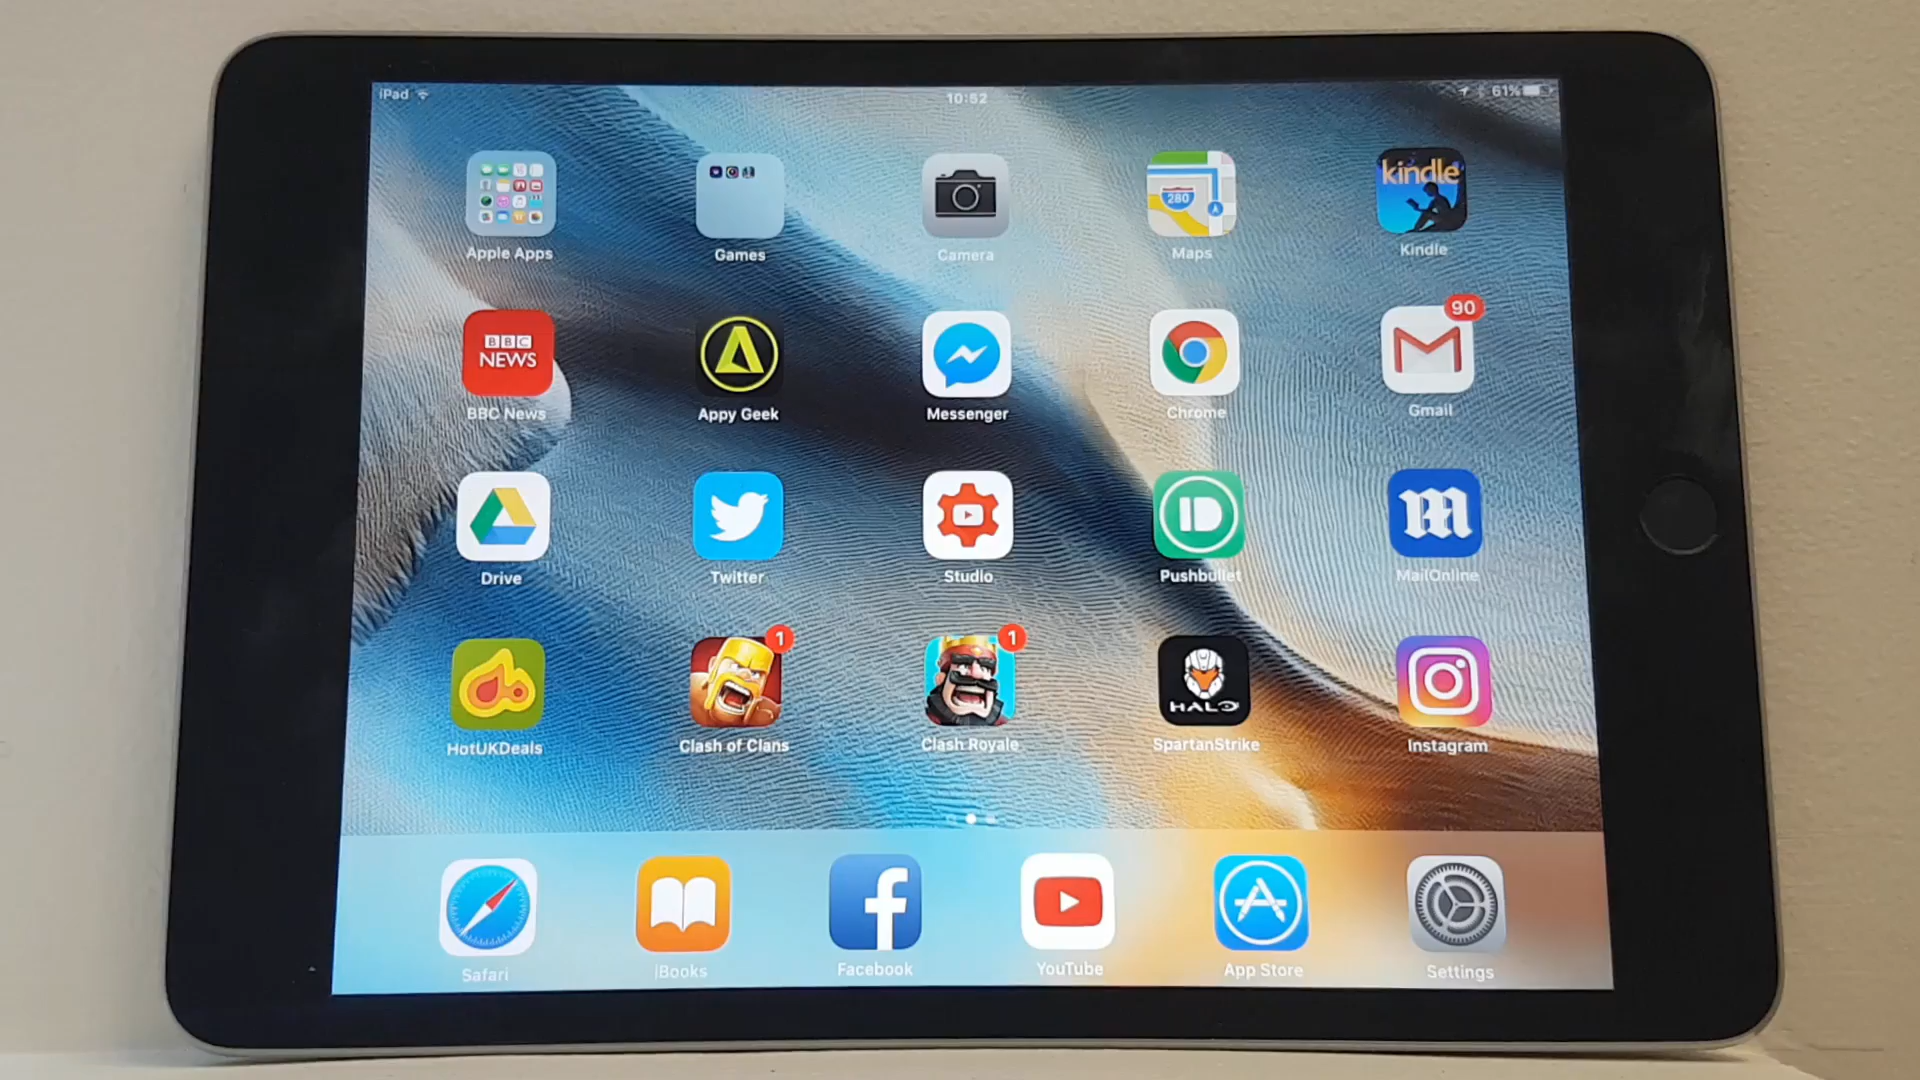 iPad
10:52
61%
Apple Apps
Games
Camera
280
Maps
kindle
Kindle
BBC
NEWS
BBC News
Appy Geek
Messenger
Chrome
90
Gmail
Drive
Twitter
Studio
Pushbullet
MailOnline
HotUKDeals
1
Clash of Clans
1
Clash Royale
HALO
SpartanStrike
Instagram
Safari
iBooks
Facebook
YouTube
App Store
Settings